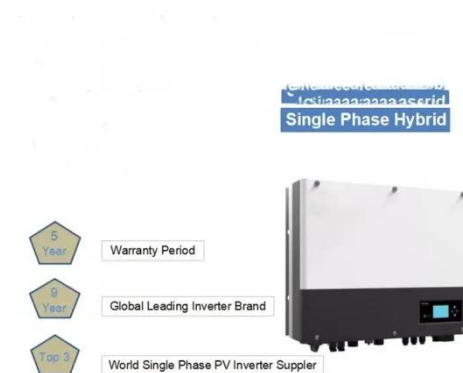 Single Phase Hybrid
5
Year
Warranty Period
9
Year
Global Leading Inverter Brand
Top 3
World Single Phase PV Inverter Suppler